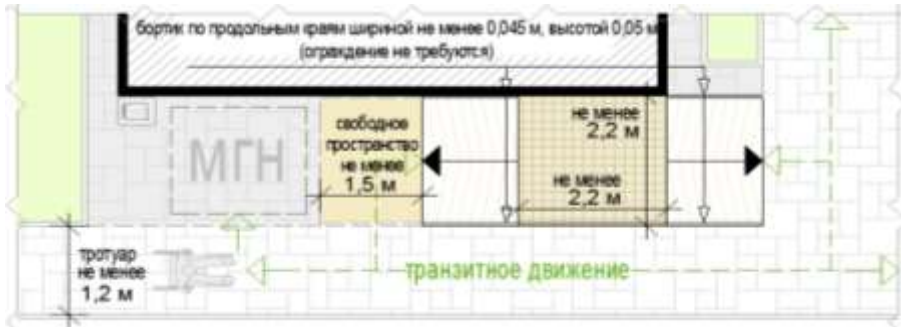 бортик по продольным краям шириной не менее 0,045 м, высотой 0,05 м
(ограждение не требуются)
МГН
свободное
пространство
не менее
1,5 м
не менее
2,2 м
не менее
2,2 м
тротуар
не менее
1,2 м
транзитное движение